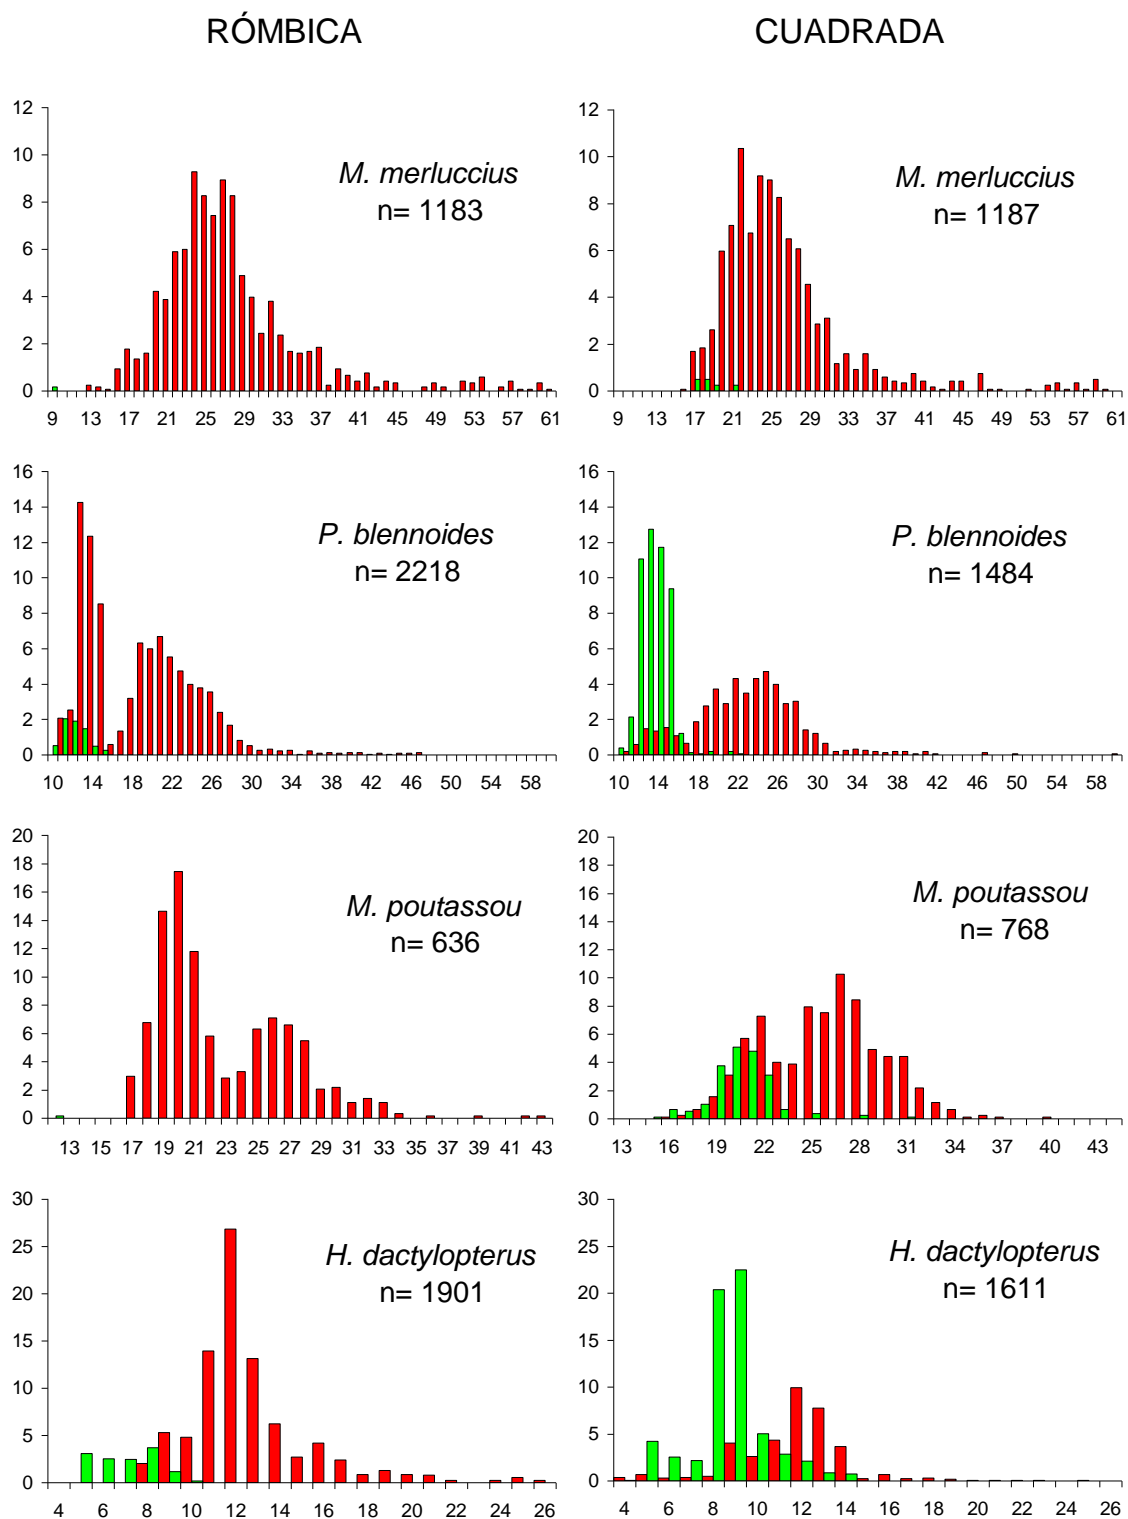 RÓMBICA CUADRADA
12
10
8
6
4
2
0
M. merluccius
n= 1183
9 13 17 21 25 29 33 37 41 45 49 53 57 61
12
10
8
6
4
2
0
M. merluccius
n= 1187
9 13 17 21 25 29 33 37 41 45 49 53 57 61
16
14
12
10
8
6
4
2
0
P. blennoides
n= 2218
10 14 18 22 26 30 34 38 42 46 50 54 58
16
14
12
10
8
6
4
2
0
P. blennoides
n= 1484
10 14 18 22 26 30 34 38 42 46 50 54 58
20
18
16
14
12
10
8
6
4
2
0
M. poutassou
n= 636
13 15 17 19 21 23 25 27 29 31 33 35 37 39 41 43
20
18
16
14
12
10
8
6
4
2
0
M. poutassou
n= 768
13 16 19 22 25 28 31 34 37 40 43
30
25
20
15
10
5
0
H. dactylopterus
n= 1901
4 6 8 10 12 14 16 18 20 22 24 26
30
25
20
15
10
5
0
H. dactylopterus
n= 1611
4 6 8 10 12 14 16 18 20 22 24 26